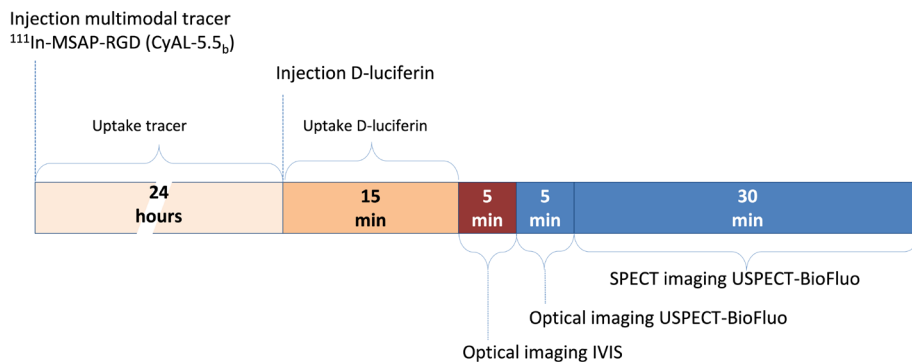 Injection multimodal tracer
¹¹¹In-MSAP-RGD (CyAL-5.5b)
Injection D-luciferin
Uptake tracer
Uptake D-luciferin
24
hours
15
min
5
min
5
min
30
min
SPECT imaging USPECT-BioFluo
Optical imaging USPECT-BioFluo
Optical imaging IVIS